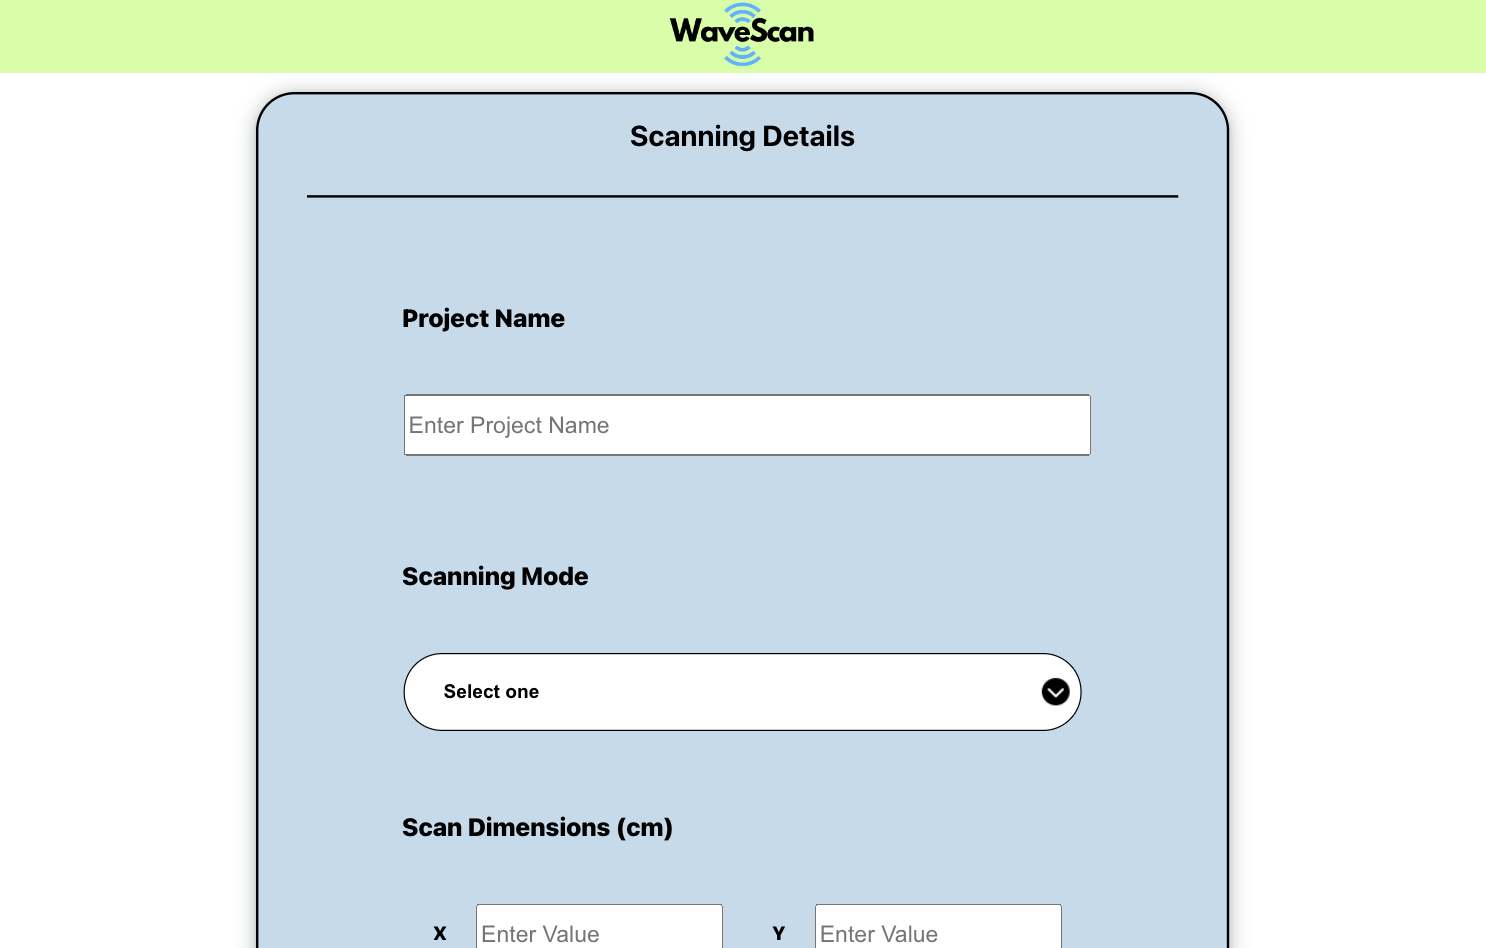 WaveScan
Scanning Details
Project Name
Enter Project Name
Scanning Mode
Select one
Scan Dimensions (cm)
X Enter Value Y Enter Value